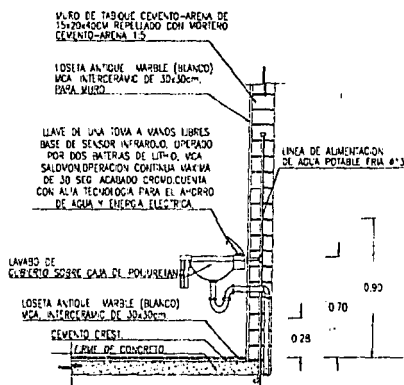 MURO DE TABIQUE CEMENTO-ARENA DE
15x20x40CM REPELLADO CON MORTERO
CEMENTO-ARENA 1:5
LOSETA ANTIQUE MARBLE (BLANCO)
MCA INTERCERAMIC DE 30x30cm.
PARA MURO
LLAVE DE UNA TOMA A MANOS LIBRES
BASE DE SENSOR INFRAROJO, OPERADO
POR DOS BATERIAS DE LITIO, MCA
OPERACION CONTINUA MAXIMA
DE 30 SEG ACABADO CROMO, CUENTA
CON ALTA TECNOLOGIA PARA EL AHORRO
DE AGUA Y ENERGIA ELECTRICA
LINEA DE ALIMENTACION
DE AGUA POTABLE FRIA
LAVABO DE
CUBIERTO SOBRE CAJA DE
LOSETA ANTIQUE MARBLE (BLANCO)
MCA. INTERCERAMIC DE 30x30cm
CEMENTO CREST.
FIRME DE CONCRETO
0.90
0.70
0.28